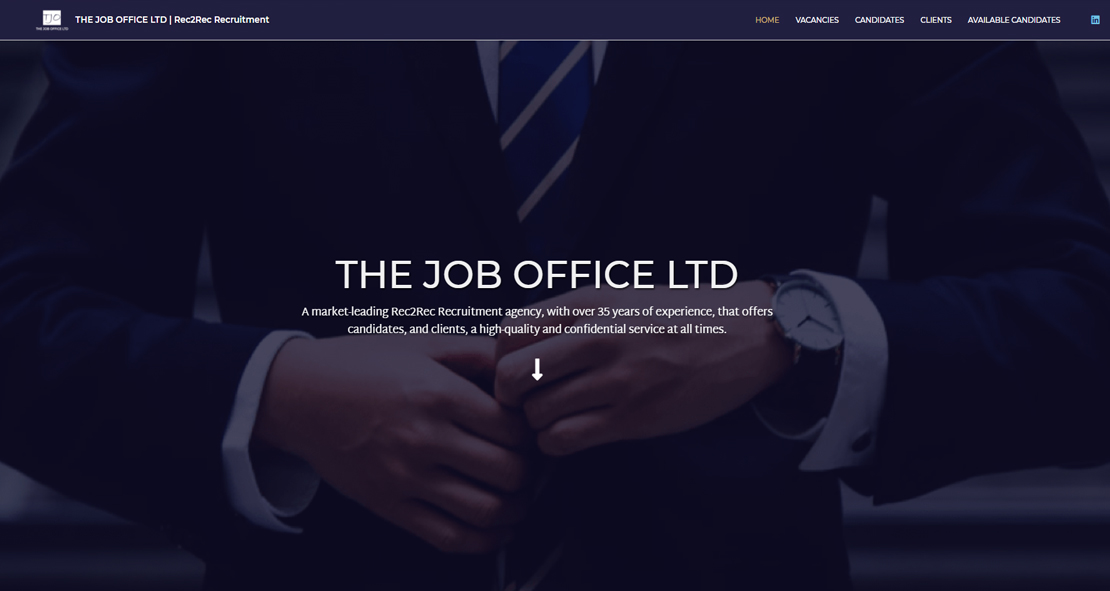 TJO
THE JOB OFFICE LTD
THE JOB OFFICE LTD | Rec2Rec Recruitment
HOME
VACANCIES
CANDIDATES
CLIENTS
AVAILABLE CANDIDATES
in
THE JOB OFFICE LTD
A market-leading Rec2Rec Recruitment agency, with over 35 years of experience, that offers
candidates, and clients, a high-quality and confidential service at all times.